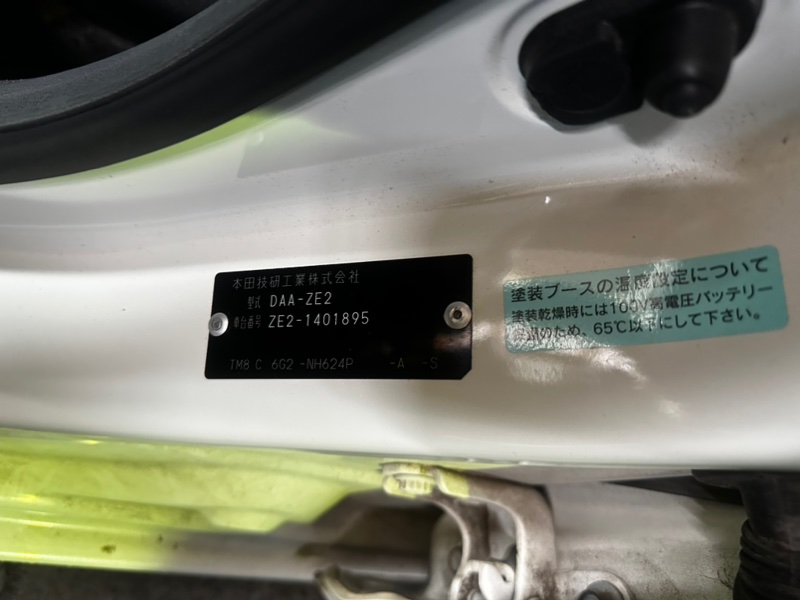 本田技研工業株式会社
型式 DAA-ZE2
車台番号 ZE2-1401895
TM8 C 6G2 -NH624P -A -S
塗装ブースの温度設定について
塗装乾燥時には100V弱電圧バッテリー
のため、65℃以下にして下さい。